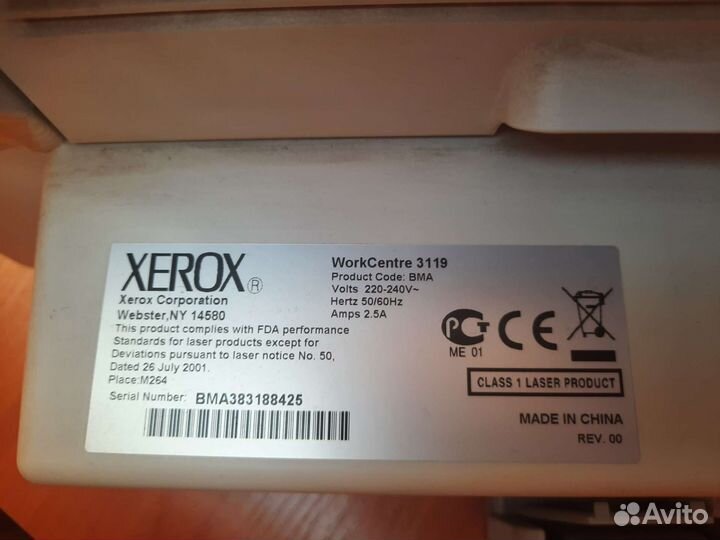 XEROX®
Xerox Corporation
Webster,NY 14580
This product complies with FDA performance
Standards for laser products except for
Deviations pursuant to laser notice No. 50,
Dated 26 July 2001.
Place:M264
Serial Number: BMA383188425
WorkCentre 3119
Product Code: BMA
Volts 220-240V~
Hertz 50/60Hz
Amps 2.5A
РСТ CE
ME 01
CLASS 1 LASER PRODUCT
MADE IN CHINA
REV. 00
Avito